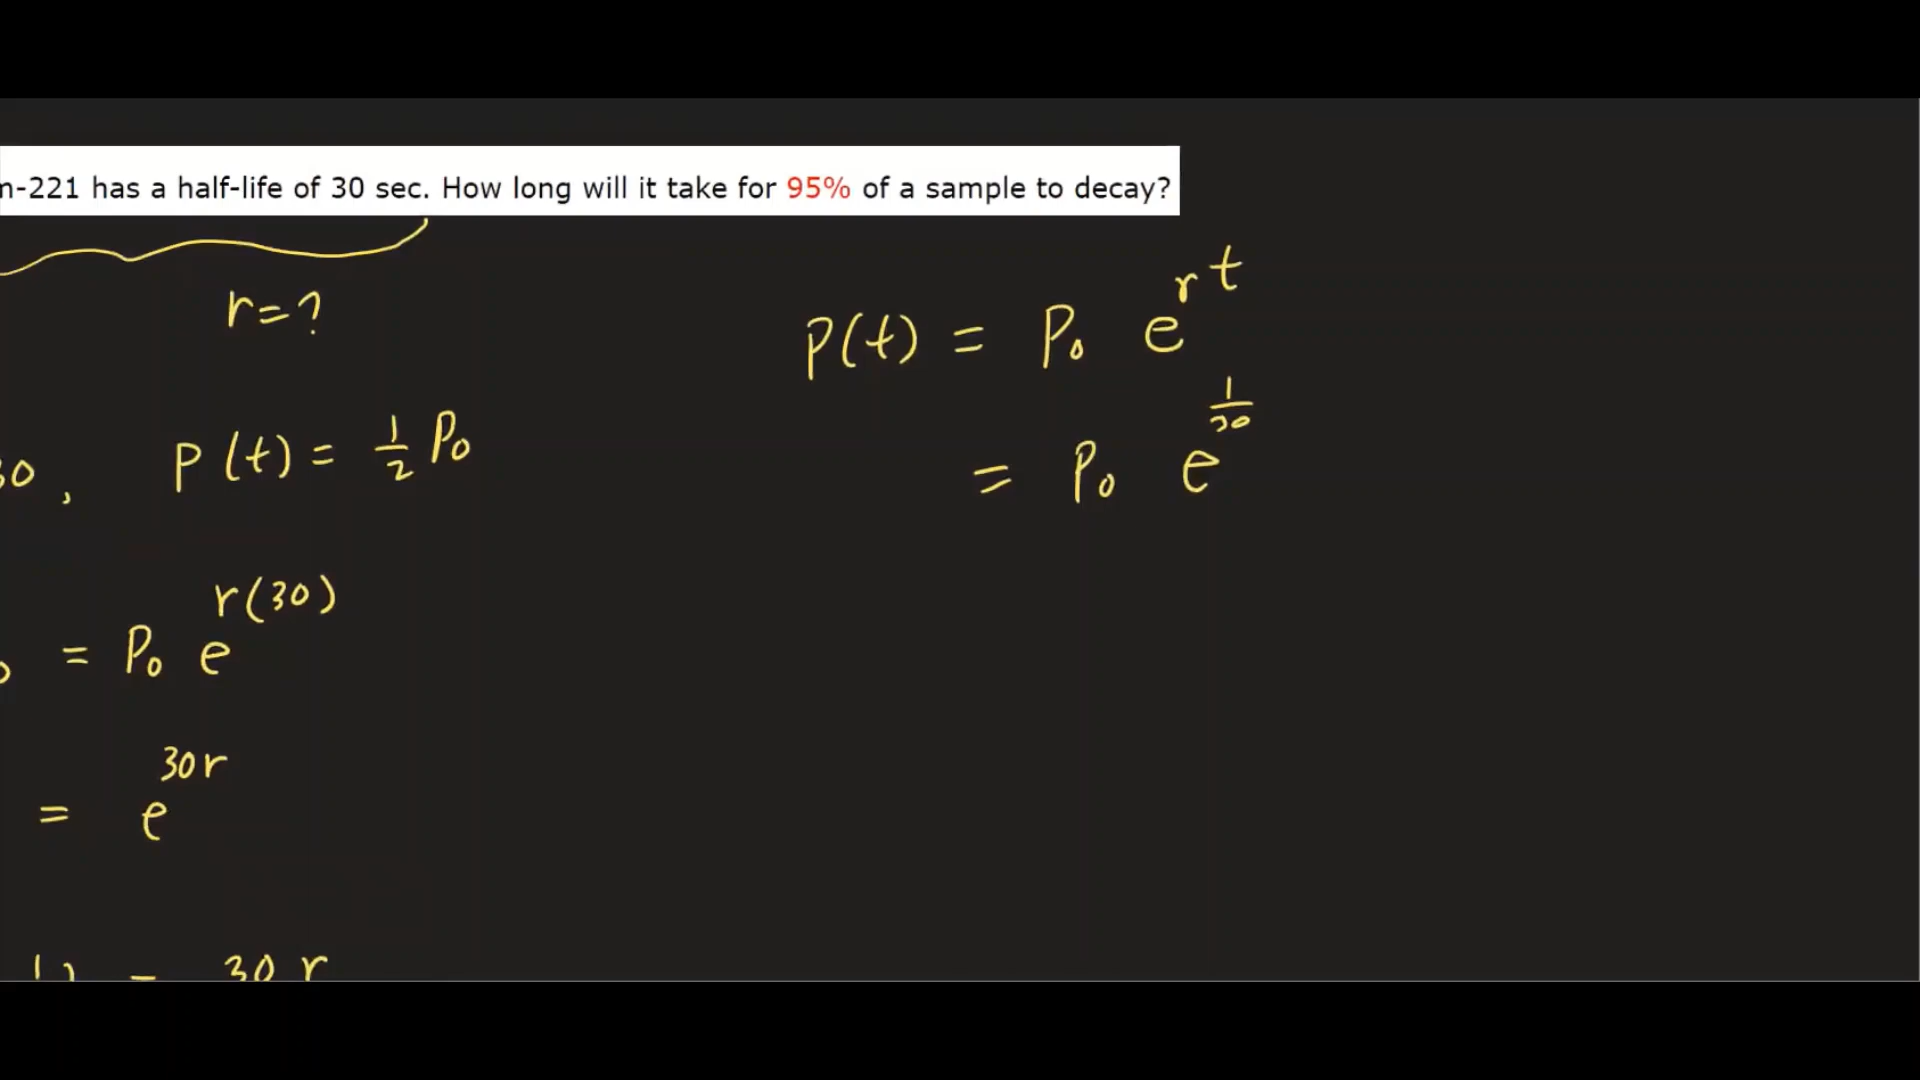 m-221 has a half-life of 30 sec. How long will it take for 95% of a sample to decay?
r = ?
P(t) = P₀ e^{rt}
30 , P(t) = 1/2 P₀
= P₀ e^{1/30}
= P₀ e^{r(30)}
= e^{30r}
= 30 r